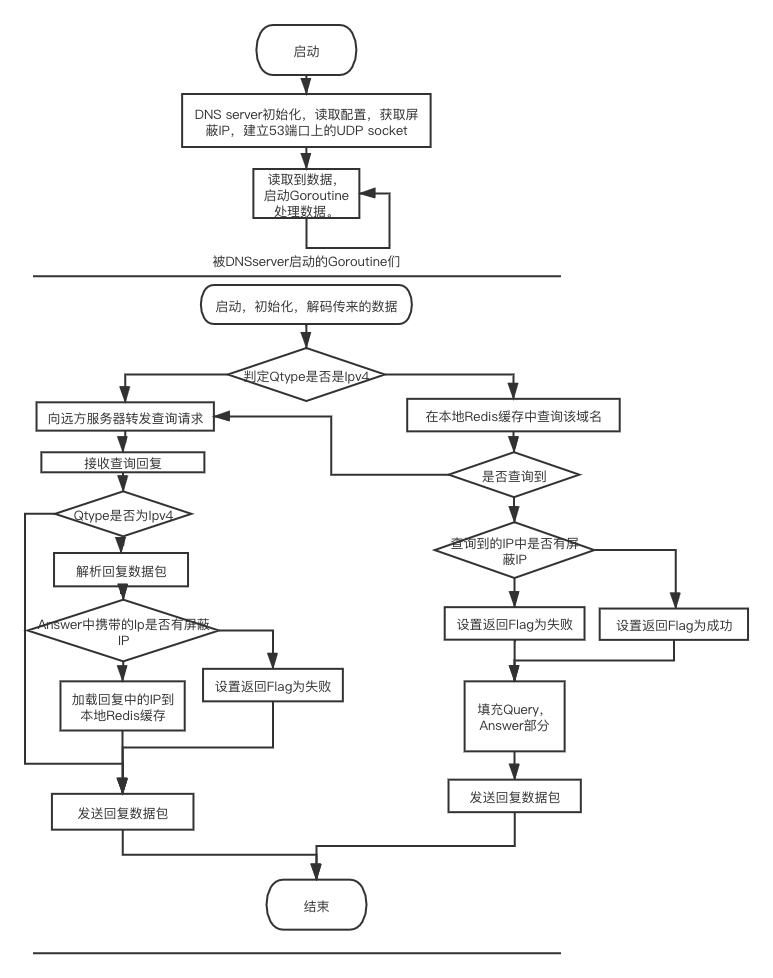 启动
DNS server初始化，读取配置，获取屏
蔽IP，建立53端口上的UDP socket
读取到数据，
启动Goroutine
处理数据。
被DNSserver启动的Goroutine们
启动，初始化，解码传来的数据
判定Qtype是否是Ipv4
向远方服务器转发查询请求
在本地Redis缓存中查询该域名
接收查询回复
是否查询到
Qtype是否为Ipv4
查询到的IP中是否有屏
蔽IP
解析回复数据包
Answer中携带的Ip是否有屏蔽
IP
设置返回Flag为失败
设置返回Flag为成功
加载回复中的IP到
本地Redis缓存
设置返回Flag为失败
填充Query，
Answer部分
发送回复数据包
发送回复数据包
结束